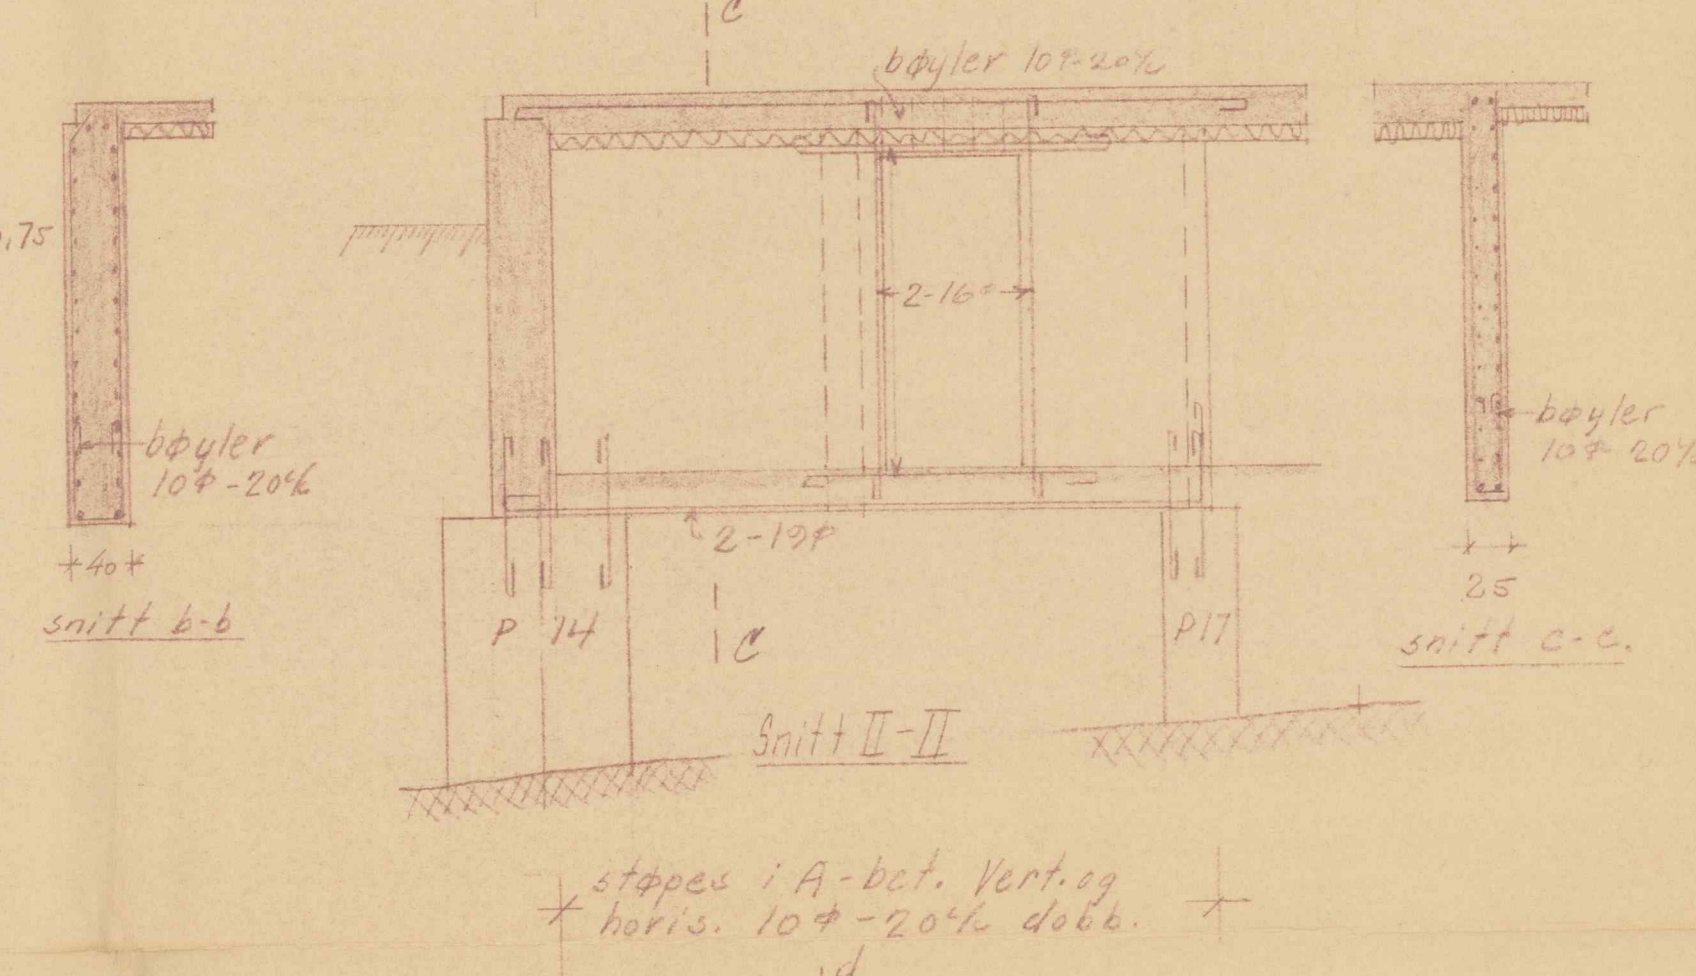 C
bøyler 10φ-20%
,75
2-16φ
bøyler
10φ-20%
bøyler
10φ 20%
2-19φ
40
25
P 14
P17
snitt b-b
C
snitt c-c.
Snitt II-II
støpes i A-bet. Vert. og
horis. 10φ-20% dobb.
d